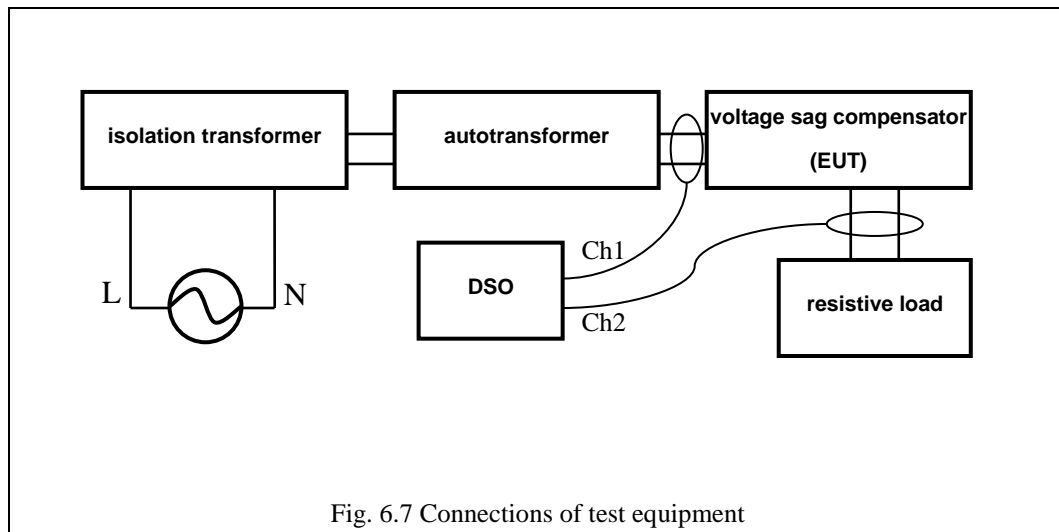 isolation transformer
autotransformer
voltage sag compensator
(EUT)
Ch1
DSO
L
N
Ch2
resistive load
Fig. 6.7 Connections of test equipment